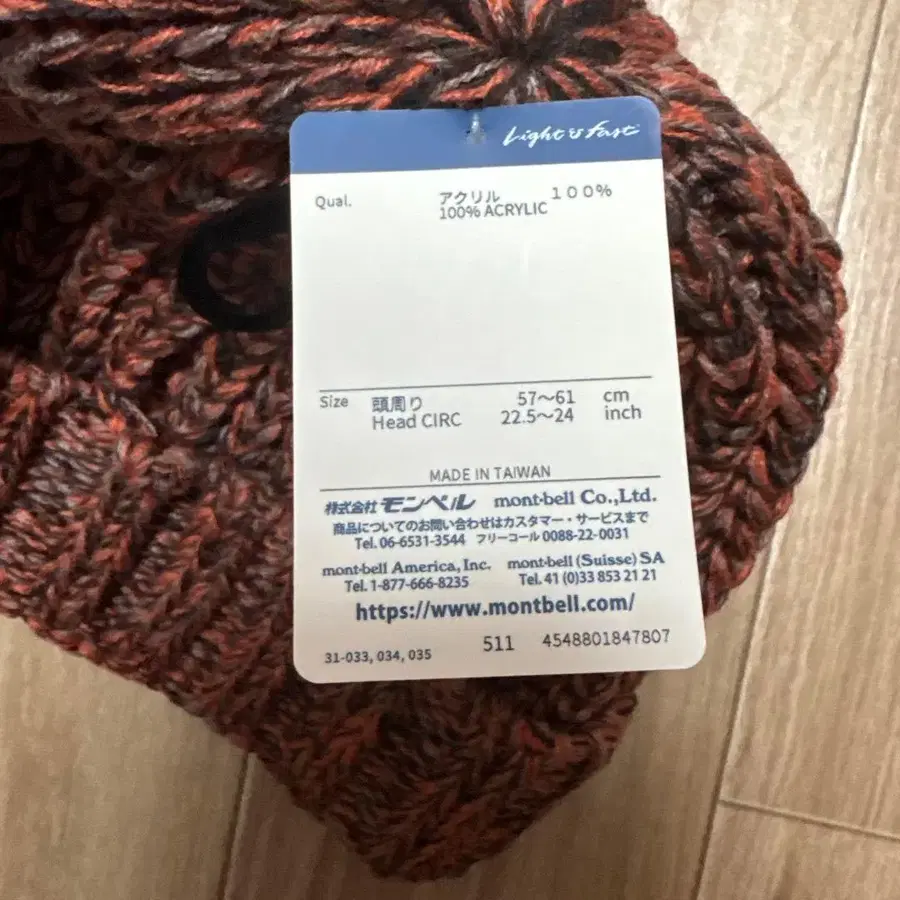 Light & Fast
Qual. アクリル 100%
100% ACRYLIC
Size 頭周り 57～61 cm
Head CIRC 22.5～24 inch
MADE IN TAIWAN
株式会社モンベル mont-bell Co.,Ltd.
商品についてのお問い合わせはカスタマー・サービスまで
Tel.06-6531-3544 フリーコール0088-22-0031
mont-bell America, Inc. mont-bell (Suisse) SA
Tel.1-877-666-8235 Tel.41 (0)33 853 21 21
https://www.montbell.com/
31-033, 034, 035 511 4548801847807